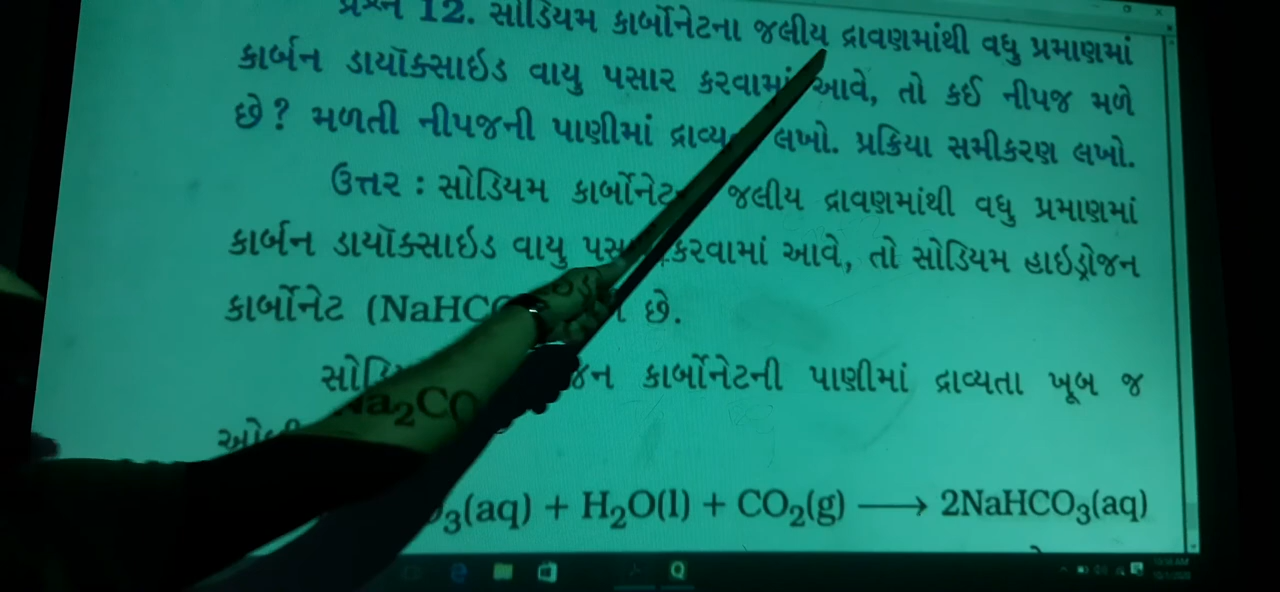 પ્રશ્ન 12. સોડિયમ કાર્બોનેટના જલીય દ્રાવણમાંથી વધુ પ્રમાણમાં
કાર્બન ડાયૉક્સાઇડ વાયુ પસાર કરવામાં આવે, તો કઈ નીપજ મળે
છે? મળતી નીપજની પાણીમાં લખો. પ્રક્રિયા સમીકરણ લખો.
ઉત્તર : સોડિયમ જલીય દ્રાવણમાંથી વધુ પ્રમાણમાં
કાર્બન ડાયૉક્સાઇડ વાયુ કરવામાં આવે, તો સોડિયમ હાઇડ્રોજન
કાર્બોનેટ (NaHCO છે.
કાર્બોનેટની પાણીમાં દ્રાવ્યતા ખૂબ જ
Na₂CO
₃(aq) + H₂O(l) + CO₂(g) ⟶ 2NaHCO₃(aq)